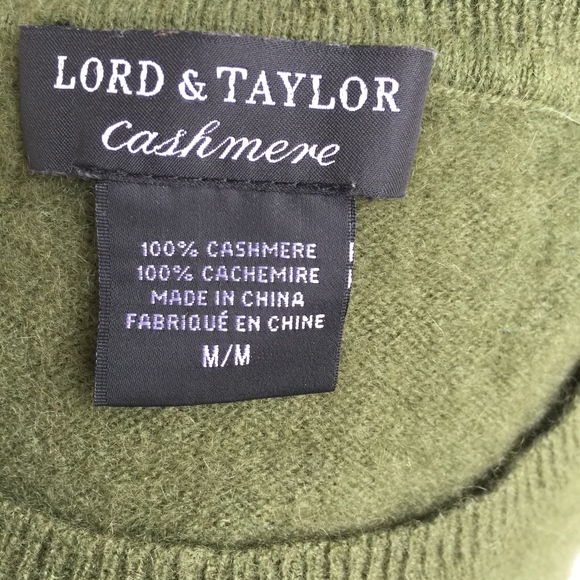 LORD & TAYLOR
cashmere
100% CASHMERE
100% CACHEMIRE
MADE IN CHINA
FABRIQUÉ EN CHINE
M/M